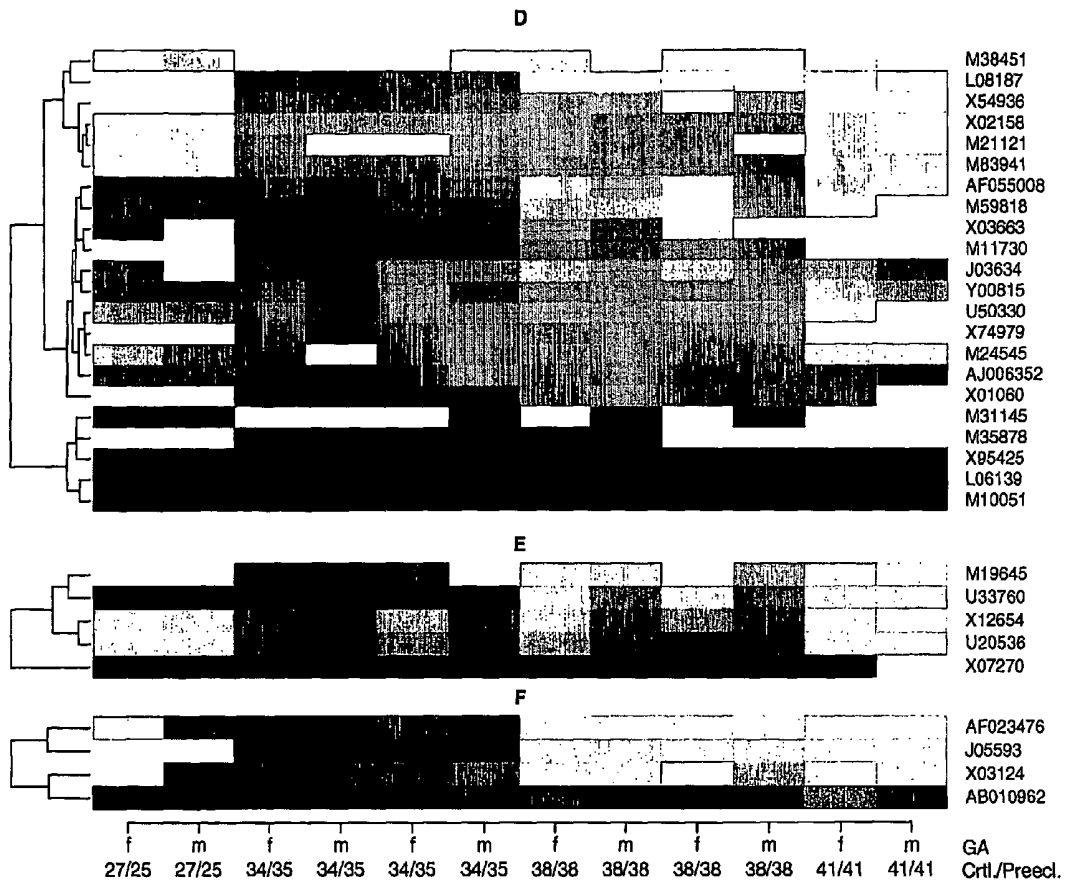 D
M38451
L08187
X54936
X02158
M21121
M83941
AF055008
M59818
X03663
M11730
J03634
Y00815
U50330
X74979
M24545
AJ006352
X01060
M31145
M35878
X95425
L06139
M10051
E
M19645
U33760
X12654
U20536
X07270
F
AF023476
J05593
X03124
AB010962
f m f m f m f m f m f m GA
27/25 27/25 34/35 34/35 34/35 34/35 38/38 38/38 38/38 38/38 41/41 41/41 Crtl./Preecl.